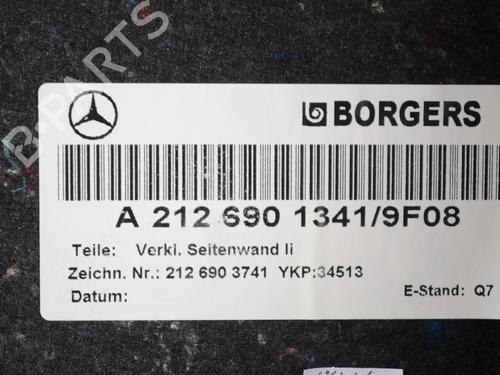 B-PARTS
BORGERS
A 212 690 1341/9F08
Teile: Verkl. Seitenwand li
Zeichn. Nr.: 212 690 3741 YKP:34513
Datum: E-Stand: Q7